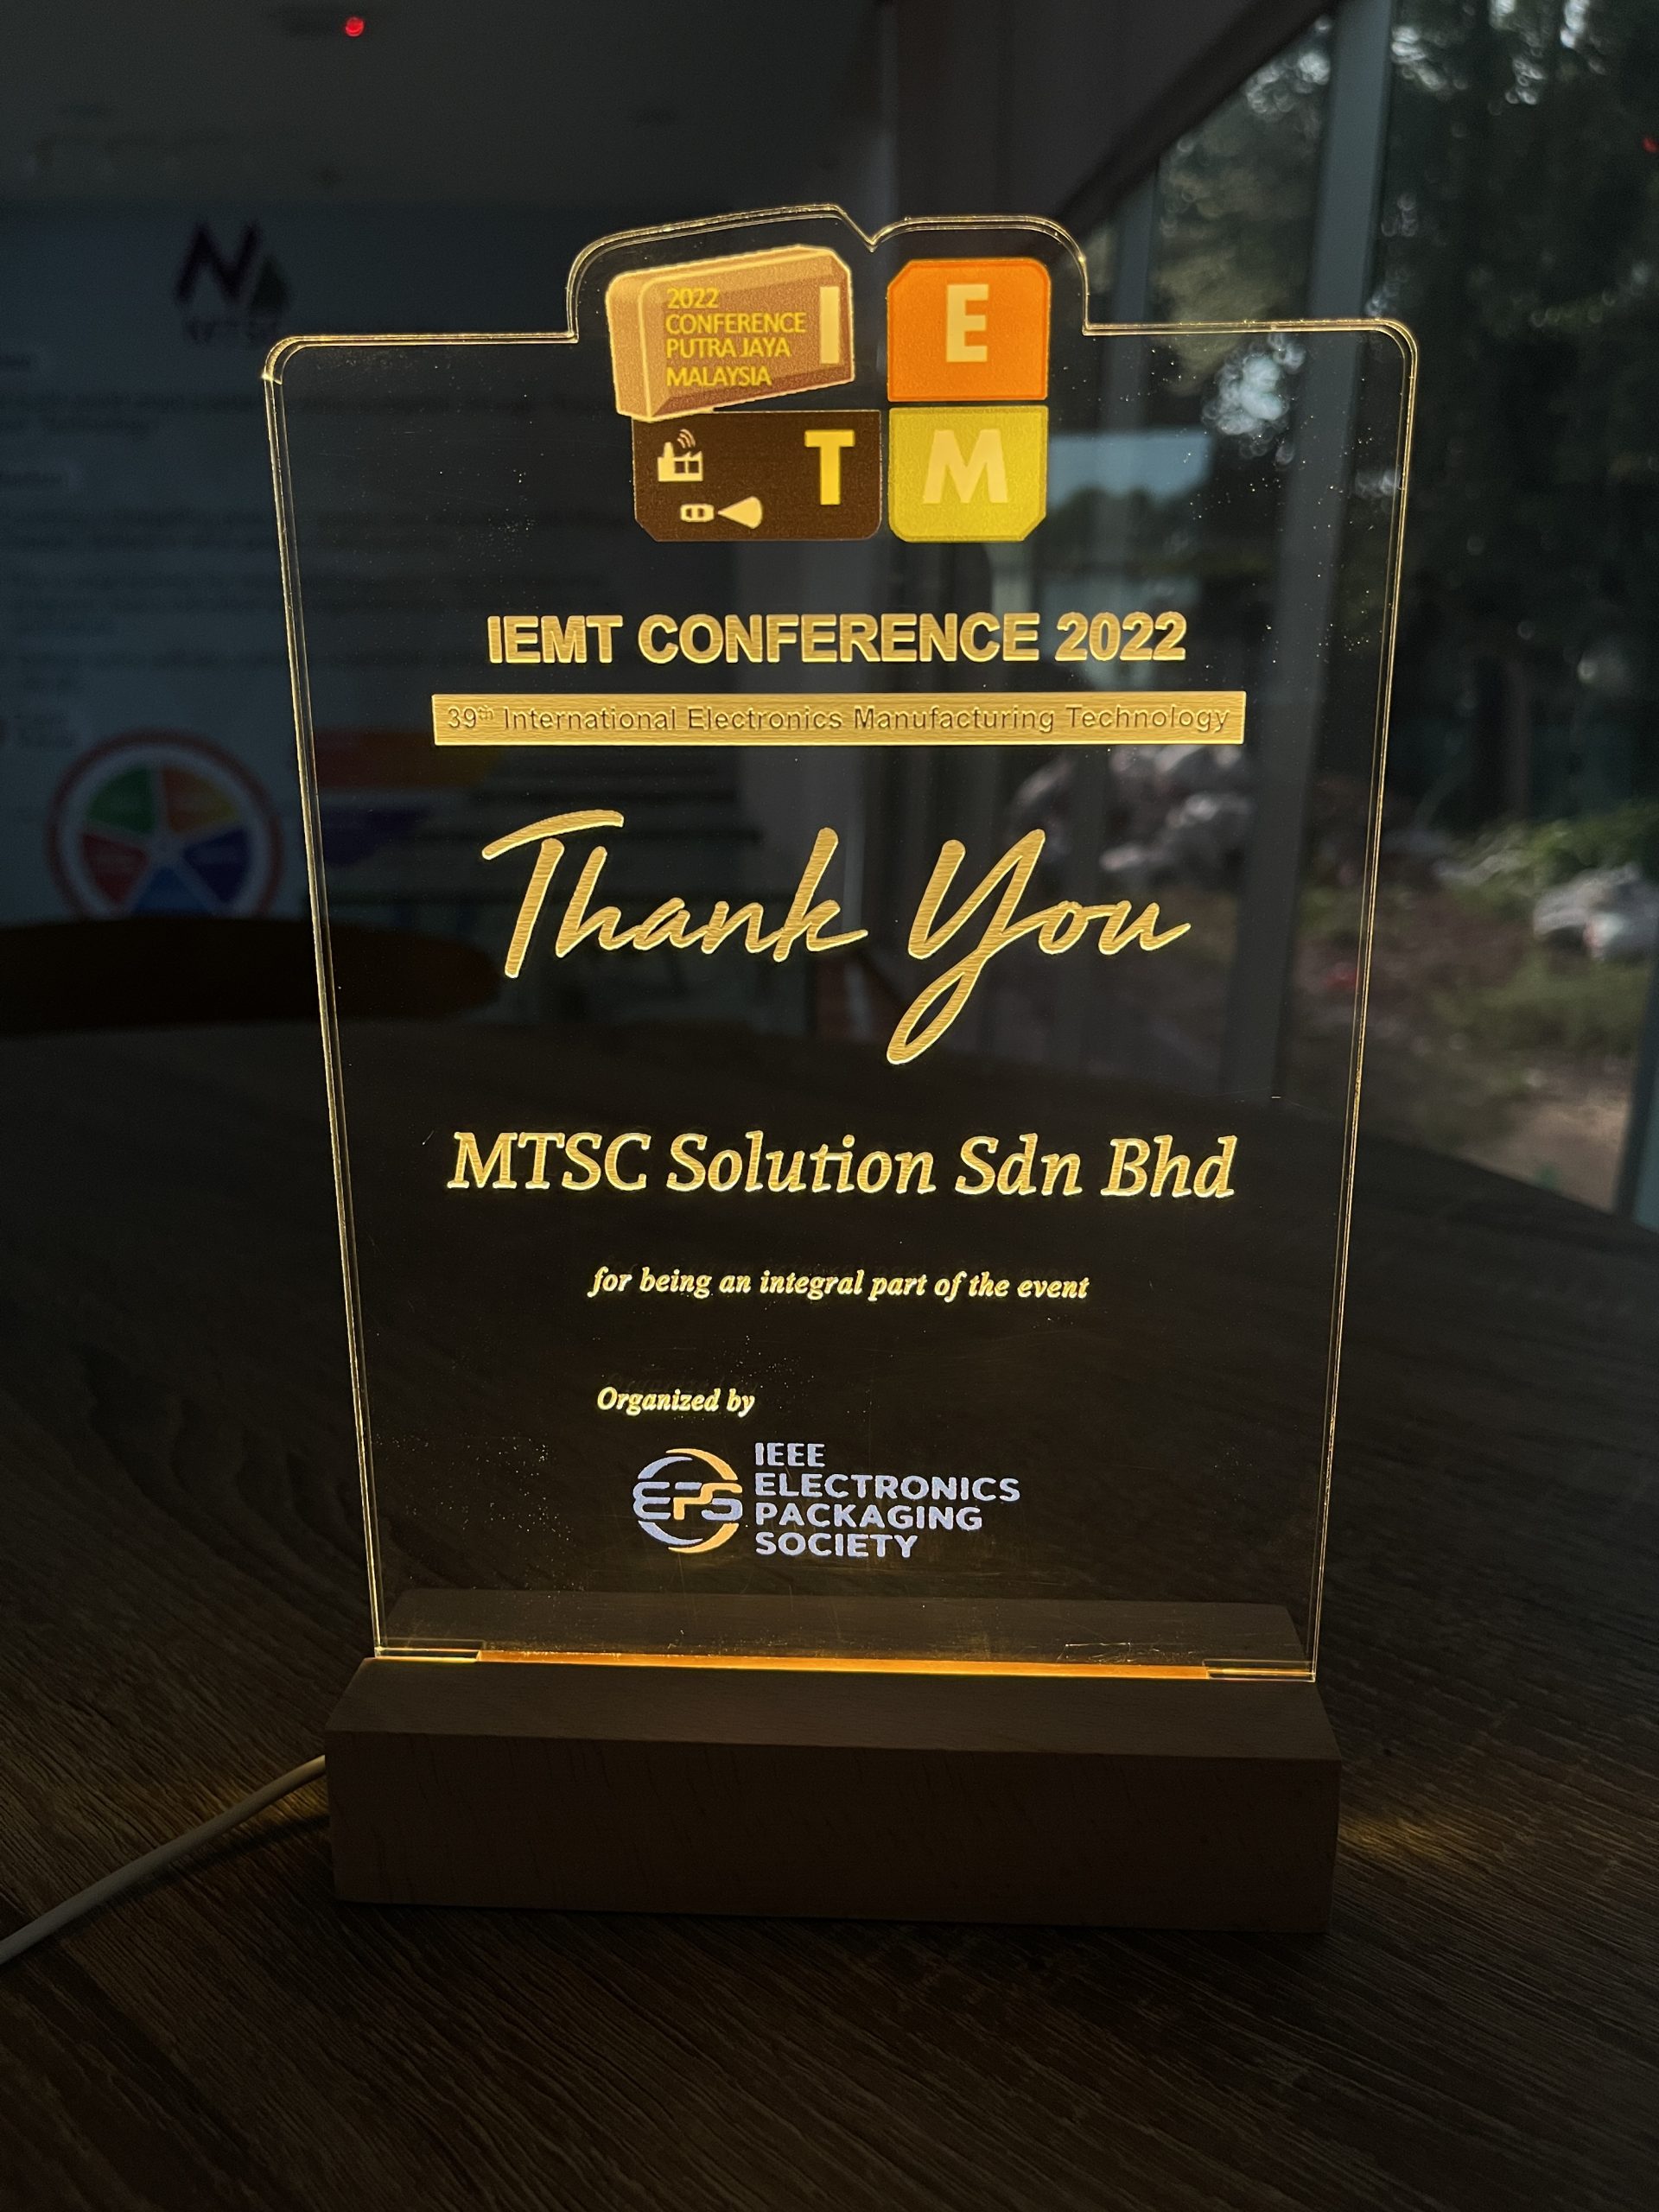 2022
CONFERENCE
PUTRA JAYA
MALAYSIA
I
E
T
M
IEMT CONFERENCE 2022
39th International Electronics Manufacturing Technology
Thank You
MTSC Solution Sdn Bhd
for being an integral part of the event
Organized by
EPS
IEEE
ELECTRONICS
PACKAGING
SOCIETY